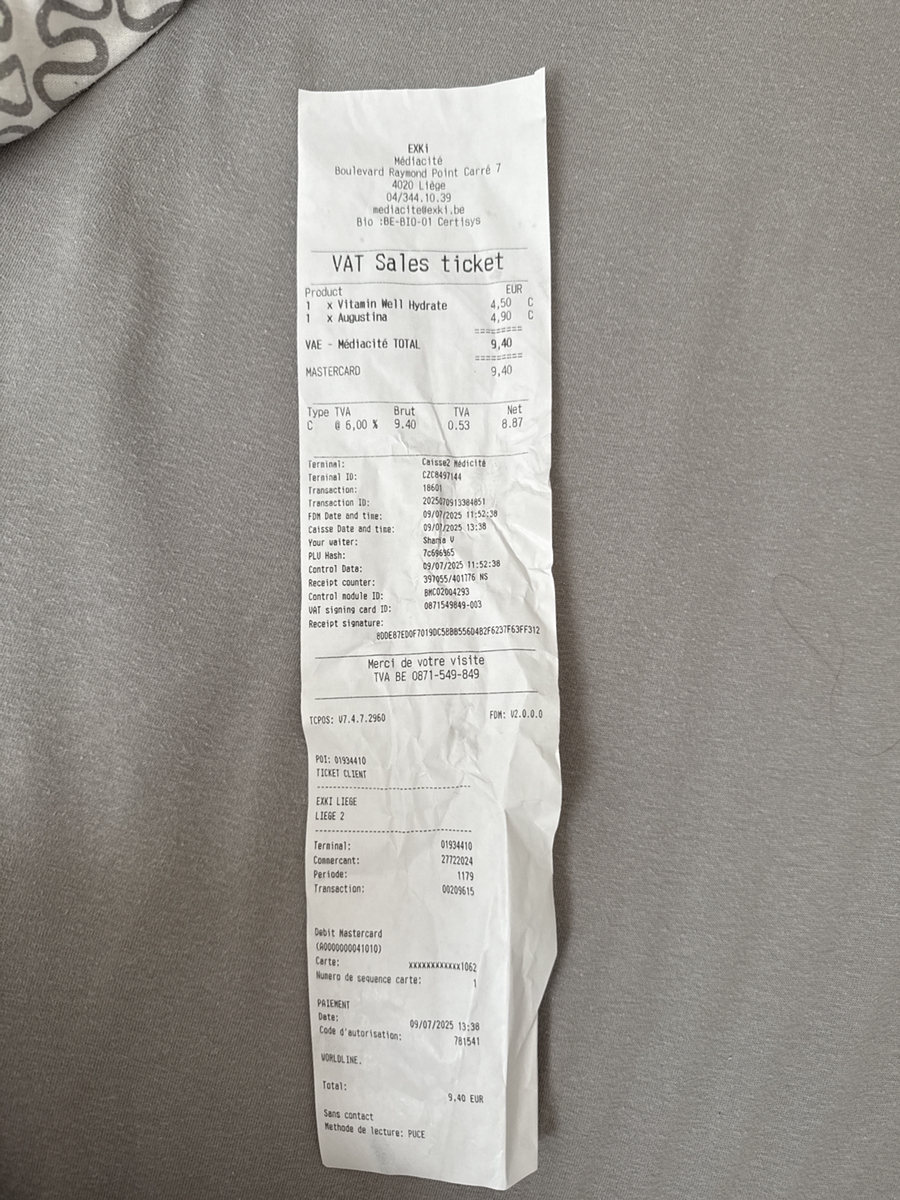 EXKi
Médiacité
Boulevard Raymond Point Carré 7
4020 Liège
04/344.10.39
mediacite@exki.be
Bio :BE-BIO-01 Certisys
VAT Sales ticket
Product EUR
1 x Vitamin Well Hydrate 4,50 C
1 x Augustina 4,90 C
=========
VAE - Médiacité TOTAL 9,40
=========
MASTERCARD 9,40
Type TVA Brut TVA Net
C @ 6,00 % 9.40 0.53 8.87
Terminal: Caisse2 Médicité
Terminal ID: CZC8497144
Transaction: 18601
Transaction ID: 2025070913384851
FDM Date and time: 09/07/2025 11:52:38
Caisse Date and time: 09/07/2025 13:38
Your waiter: Shania V
PLU Hash: 7c696965
Control Data: 09/07/2025 11:52:38
Receipt counter: 397055/401776 NS
Control module ID: BMC02004293
VAT signing card ID: 0871549849-003
Receipt signature:
8DDE87ED0F7019DC58B8556D4B2F6237F63FF312
Merci de votre visite
TVA BE 0871-549-849
TCPOS: V7.4.7.2960 FDM: V2.0.0.0
POI: 01934410
TICKET CLIENT
EXKI LIEGE
LIEGE 2
Terminal: 01934410
Commercant: 27722024
Periode: 1179
Transaction: 00209615
Debit Mastercard
(A0000000041010)
Carte: xxxxxxxxxxxx1062
Numero de sequence carte: 1
PAIEMENT
Date: 09/07/2025 13:38
Code d'autorisation: 781541
WORLDLINE.
Total: 9.40 EUR
Sans contact
Methode de lecture: PUCE